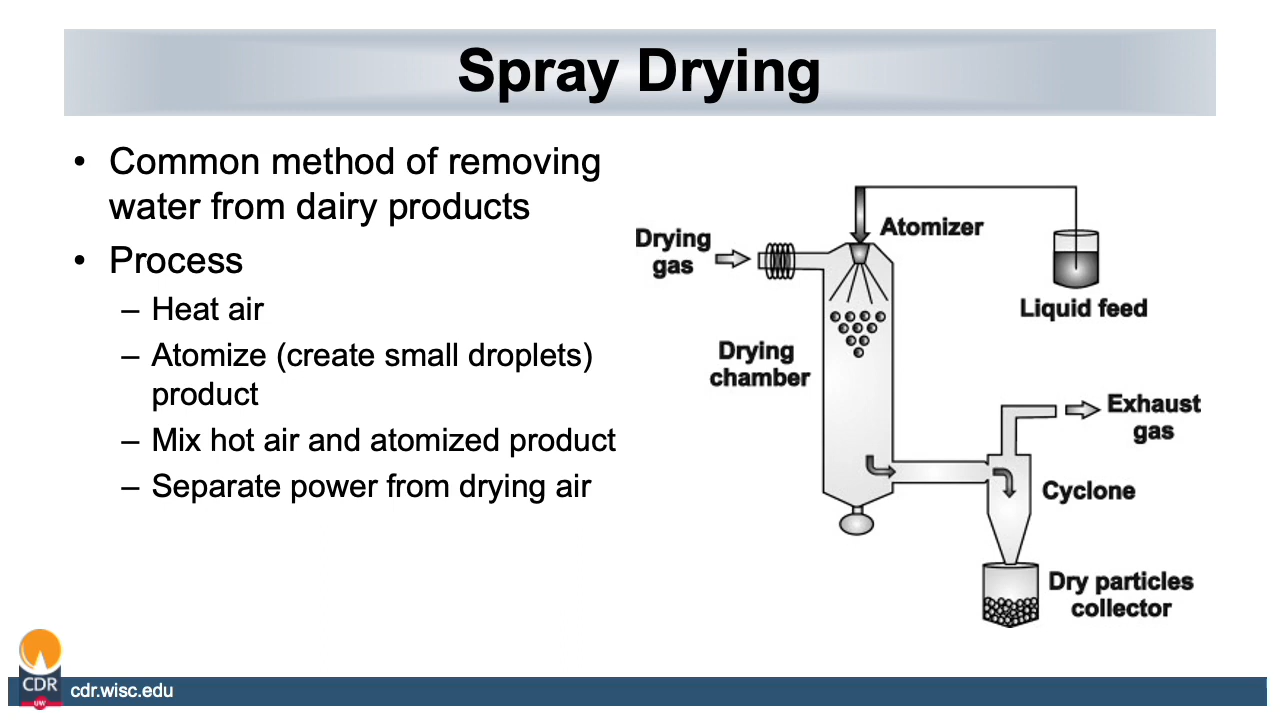 Spray Drying
• Common method of removing
water from dairy products
• Process
– Heat air
– Atomize (create small droplets)
product
– Mix hot air and atomized product
– Separate power from drying air
Atomizer
Drying
gas
Liquid feed
Drying
chamber
Exhaust
gas
Cyclone
Dry particles
collector
CDR
UW
cdr.wisc.edu